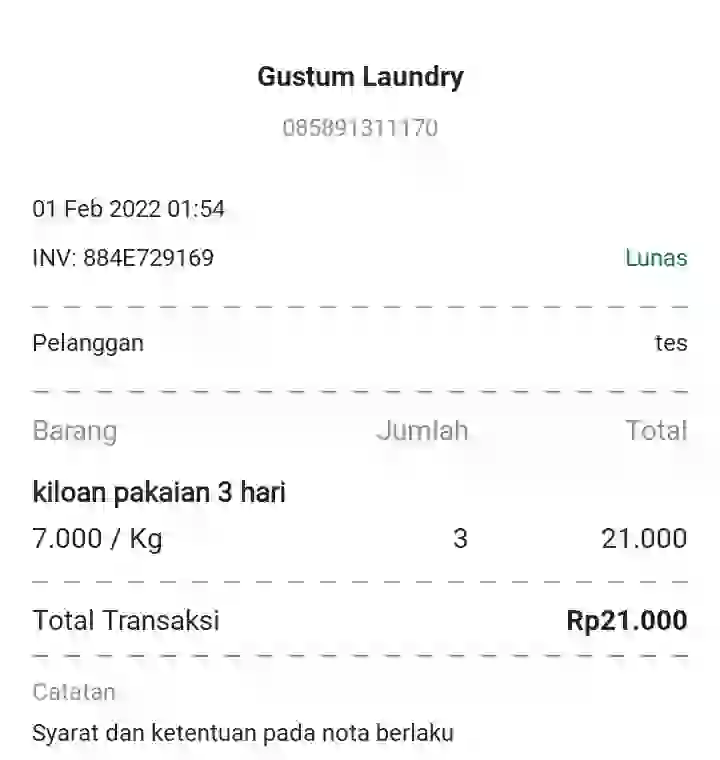 Gustum Laundry
085891311170
01 Feb 2022 01:54
INV: 884E729169 Lunas
Pelanggan tes
Barang Jumlah Total
kiloan pakaian 3 hari
7.000 / Kg 3 21.000
Total Transaksi Rp21.000
Catatan
Syarat dan ketentuan pada nota berlaku